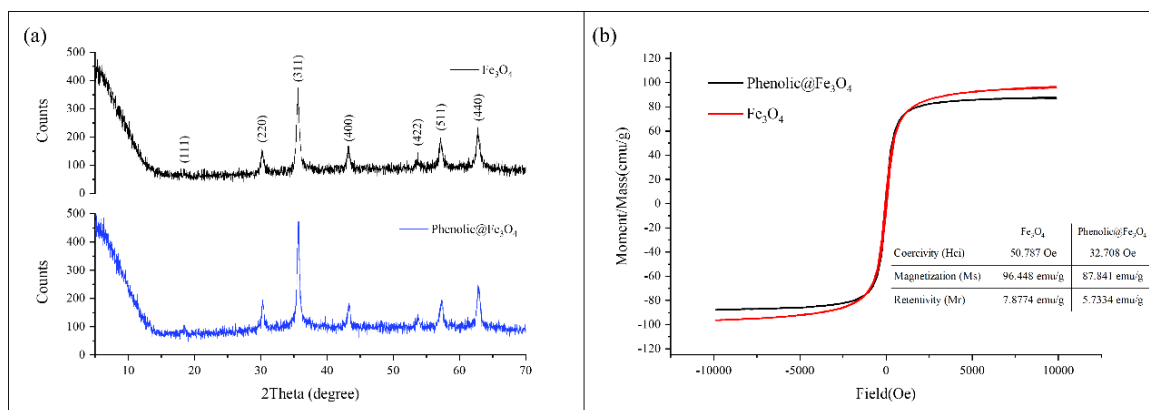 (a)
500
400
300
200
100
0
Counts
Fe₃O₄
(111)
(220)
(311)
(400)
(422)
(511)
(440)
500
400
300
200
100
0
Counts
Phenolic@Fe₃O₄
10
20
30
40
50
60
70
2Theta (degree)
(b)
120
100
80
60
40
20
0
-20
-40
-60
-80
-100
-120
Moment/Mass(emu/g)
Phenolic@Fe₃O₄
Fe₃O₄
Fe₃O₄ Phenolic@Fe₃O₄
Coercivity (Hci) 50.787 Oe 32.708 Oe
Magnetization (Ms) 96.448 emu/g 87.841 emu/g
Retentivity (Mr) 7.8774 emu/g 5.7334 emu/g
-10000
-5000
0
5000
10000
Field(Oe)